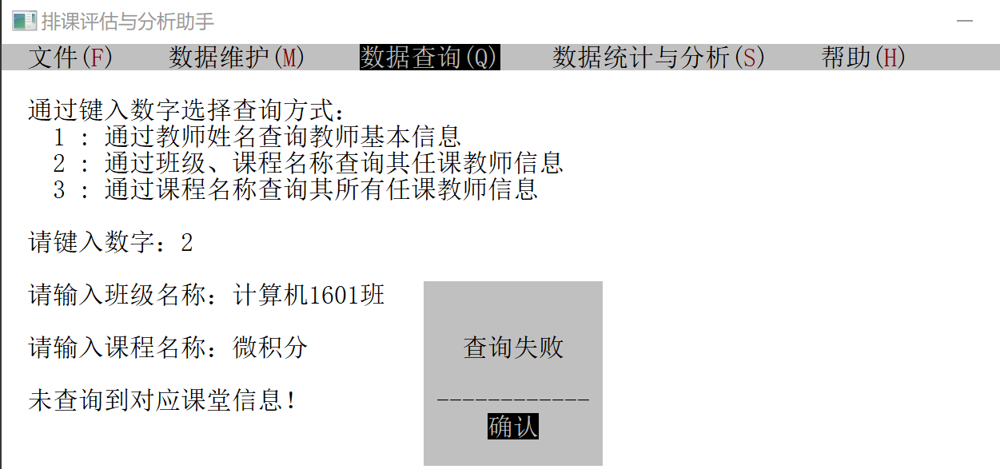 排课评估与分析助手
文件(F) 数据维护(M) 数据查询(Q) 数据统计与分析(S) 帮助(H)
通过键入数字选择查询方式:
1 : 通过教师姓名查询教师基本信息
2 : 通过班级、课程名称查询其任课教师信息
3 : 通过课程名称查询其所有任课教师信息
请键入数字: 2
请输入班级名称: 计算机1601班
请输入课程名称: 微积分
未查询到对应课堂信息!
查询失败
------------
确认